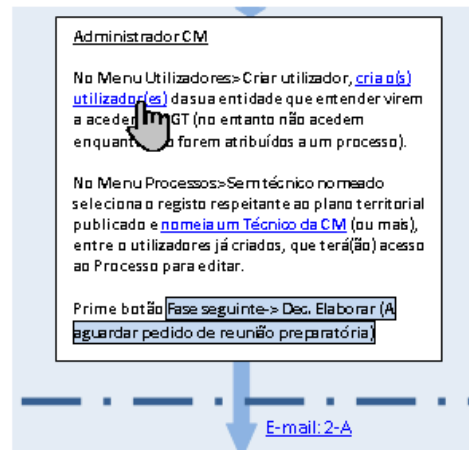 Administrador CM
No Menu Utilizadores>Criar utilizador, cria o(s)
utilizador(es) da sua entidade que entender virem
a aceder GT (no entanto não acedem
enquanto forem atribuídos a um processo).
No Menu Processos>Sem técnico nomeado
seleciona o registo respeitante ao plano territorial
publicado e nomeia um Técnico da CM (ou mais),
entre o utilizadores já criados, que terá(ão) acesso
ao Processo para editar.
Prime botão Fase seguinte-> Dec. Elaborar (A
aguardar pedido de reunião preparatória)
E-mail: 2-A